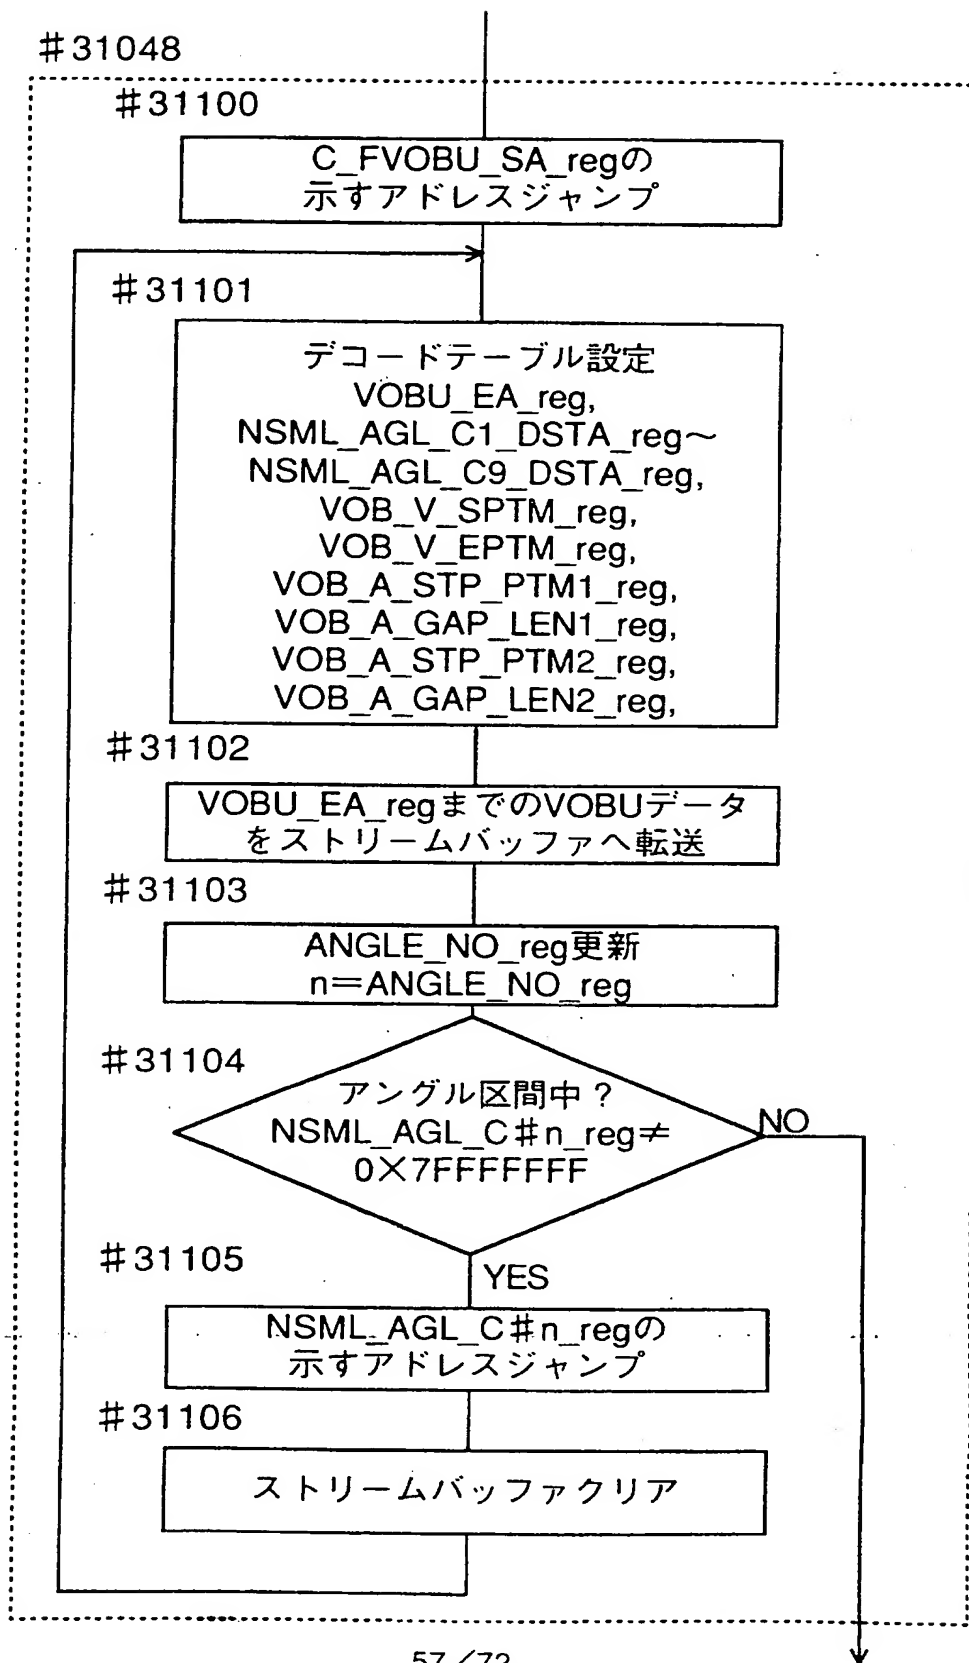 #31048
#31100
C_FVOBU_SA_regの
示すアドレスジャンプ
#31101
デコードテーブル設定
VOBU_EA_reg,
NSML_AGL_C1_DSTA_reg〜
NSML_AGL_C9_DSTA_reg,
VOB_V_SPTM_reg,
VOB_V_EPTM_reg,
VOB_A_STP_PTM1_reg,
VOB_A_GAP_LEN1_reg,
VOB_A_STP_PTM2_reg,
VOB_A_GAP_LEN2_reg,
#31102
VOBU_EA_regまでのVOBUデータ
をストリームバッファへ転送
#31103
ANGLE_NO_reg更新
n=ANGLE_NO_reg
#31104
アングル区間中?
NSML_AGL_C#n_reg≠
0×7FFFFFFF
NO
#31105
YES
NSML_AGL_C#n_regの
示すアドレスジャンプ
#31106
ストリームバッファクリア
57/72